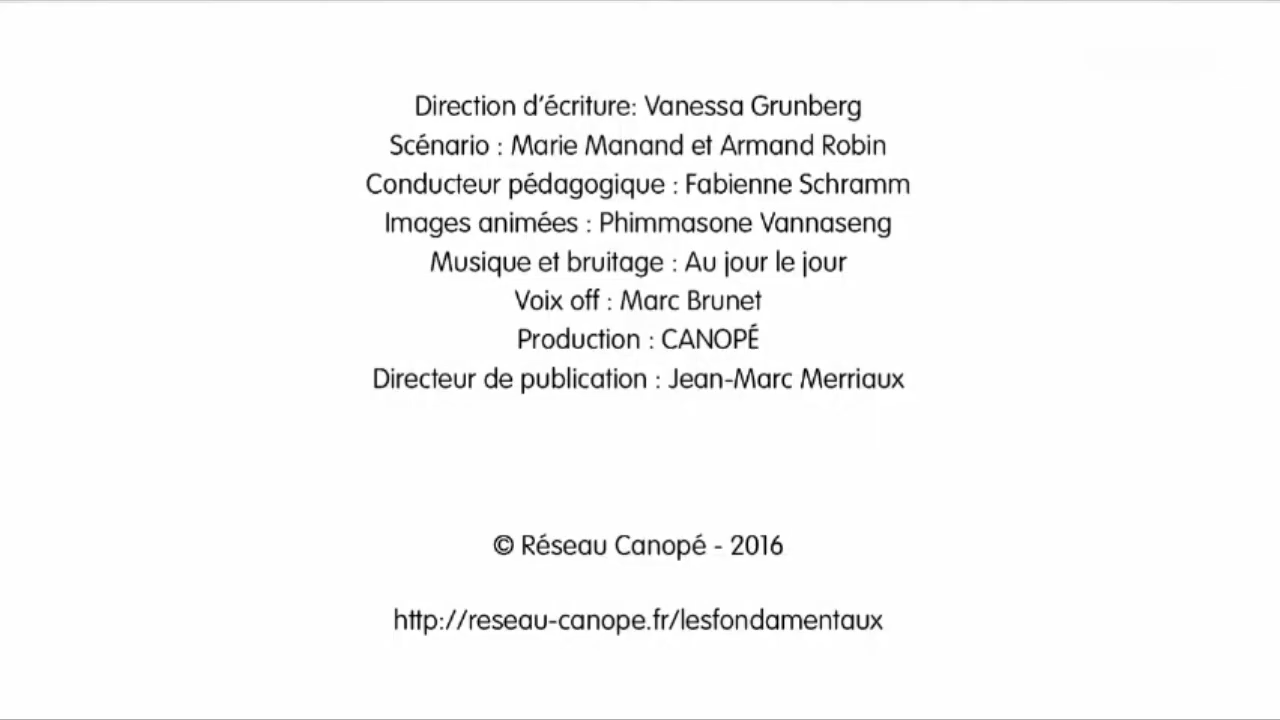 Direction d'écriture: Vanessa Grunberg
Scénario : Marie Manand et Armand Robin
Conducteur pédagogique : Fabienne Schramm
Images animées : Phimmasone Vannaseng
Musique et bruitage : Au jour le jour
Voix off : Marc Brunet
Production : CANOPÉ
Directeur de publication : Jean-Marc Merriaux
© Réseau Canopé - 2016
http://reseau-canope.fr/lesfondamentaux